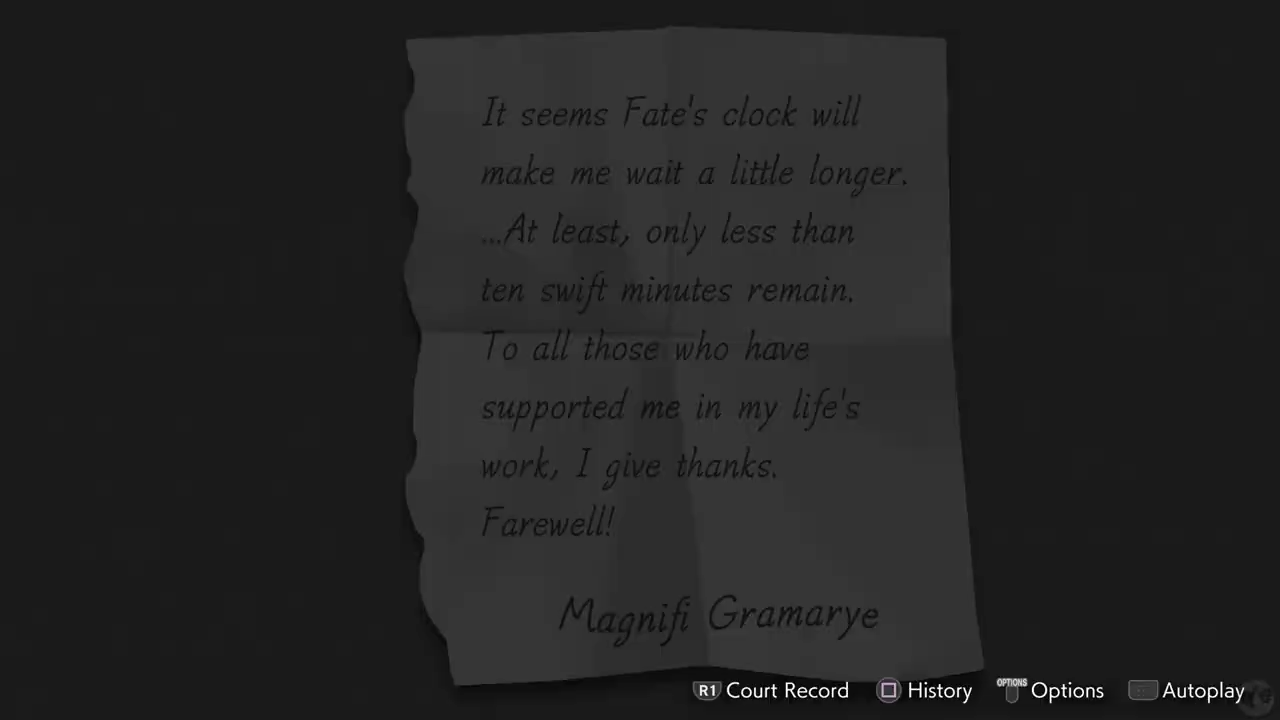 It seems Fate's clock will
make me wait a little longer.
...At least, only less than
ten swift minutes remain.
To all those who have
supported me in my life's
work, I give thanks.
Farewell!
Magnifi Gramarye
R1 Court Record History OPTIONS Options Autoplay